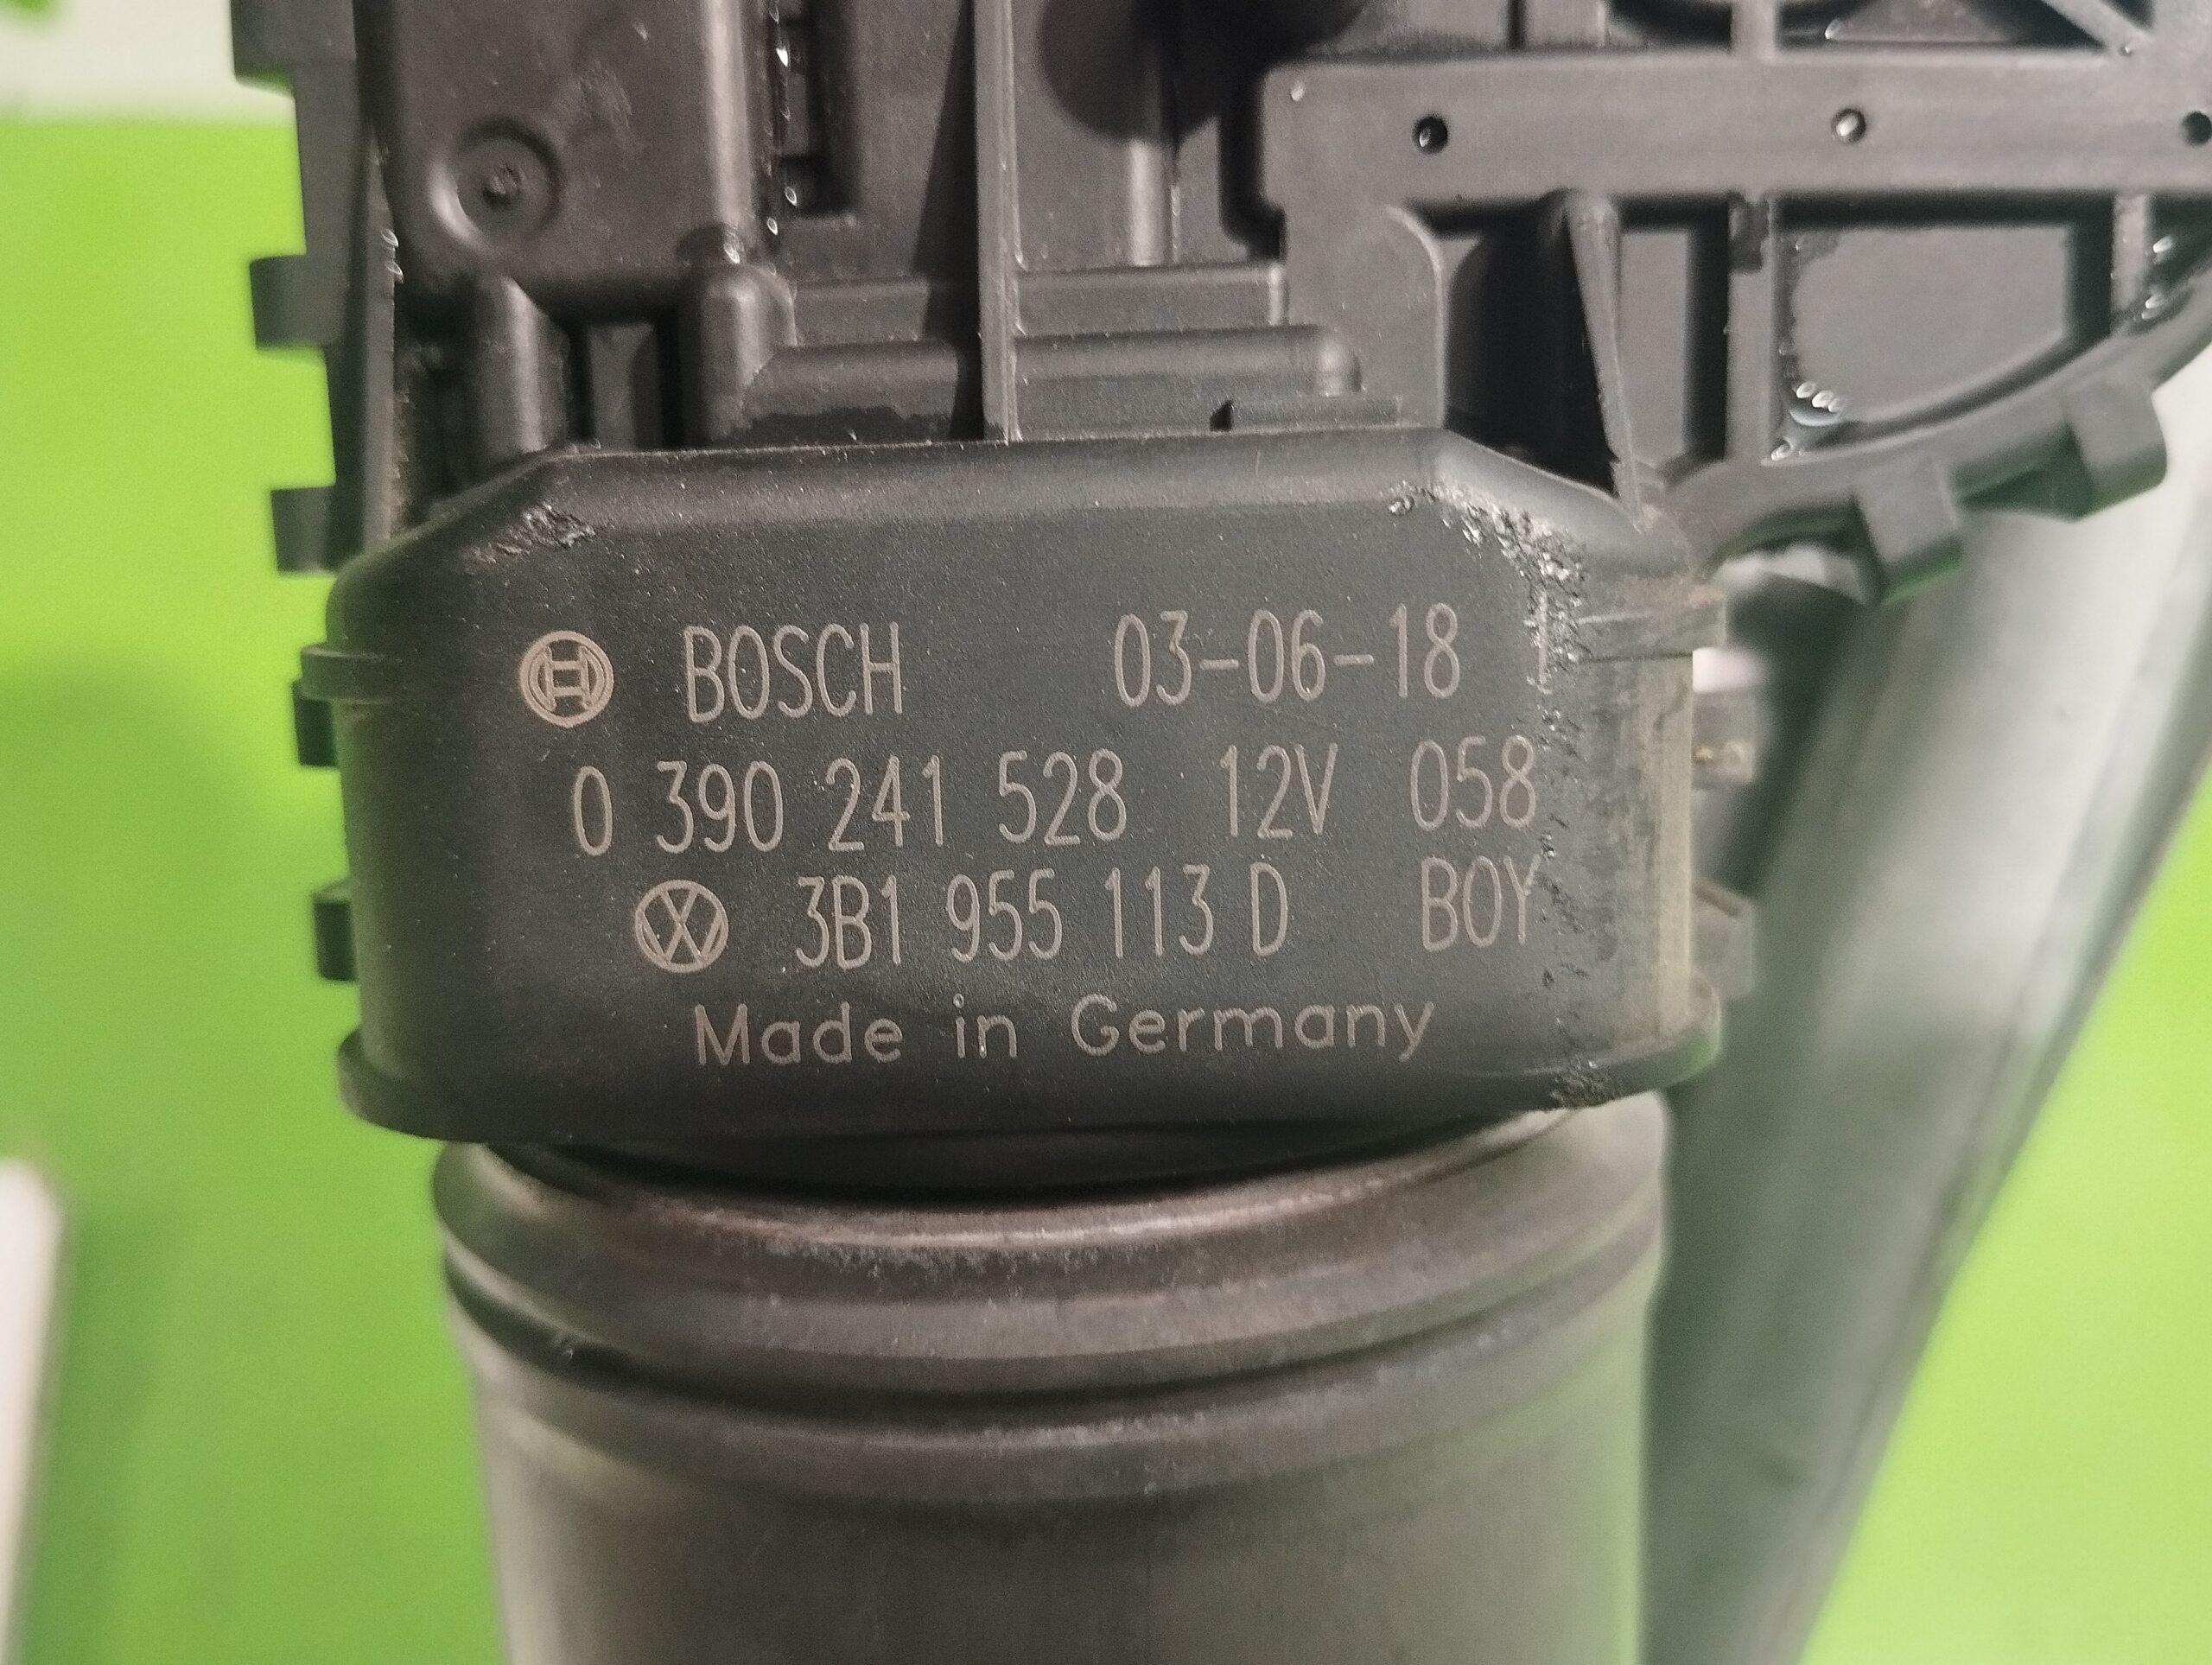 BOSCH 03-06-18
0 390 241 528 12V 058
3B1 955 113 D BOY
Made in Germany